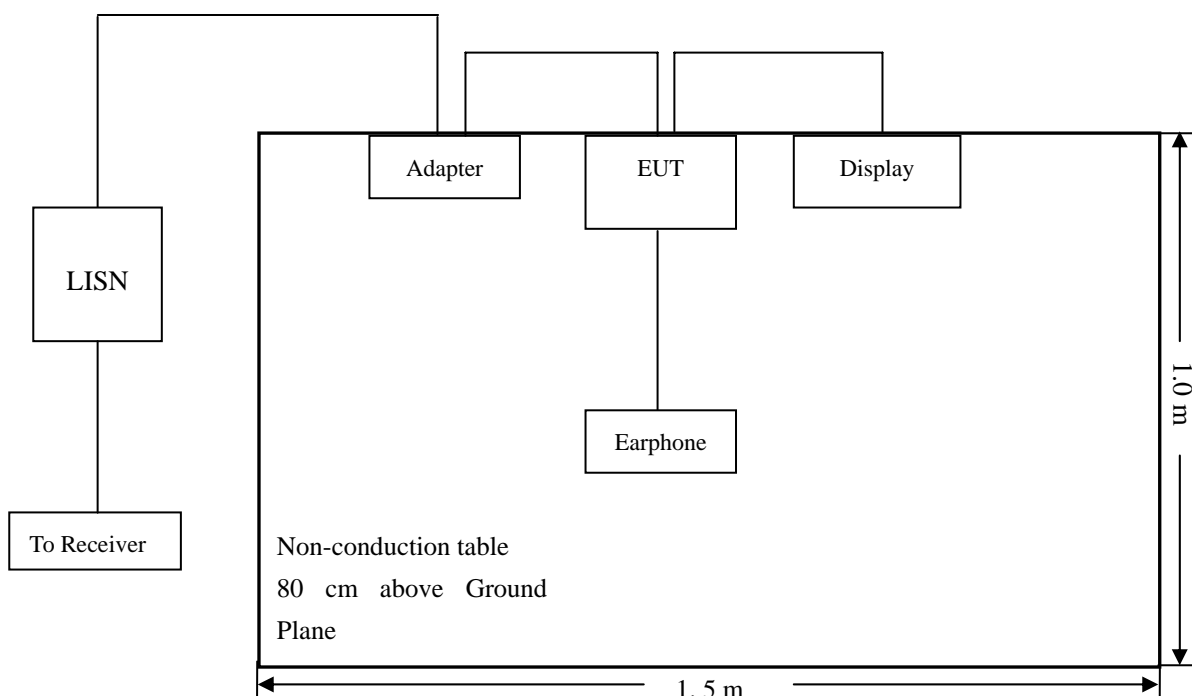 Adapter
EUT
Display
LISN
Earphone
To Receiver
Non-conduction table
80 cm above Ground
Plane
1.0 m
1. 5 m